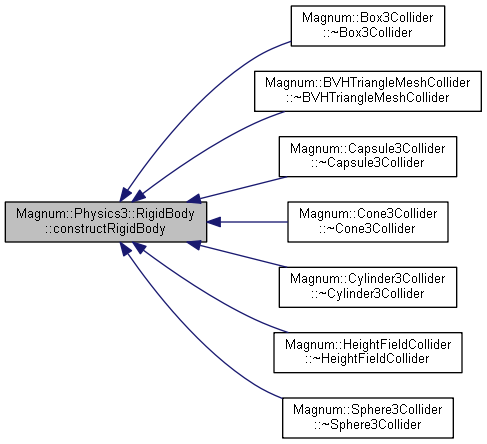 Magnum::Box3Collider
::~Box3Collider
Magnum::BVHTriangleMeshCollider
::~BVHTriangleMeshCollider
Magnum::Capsule3Collider
::~Capsule3Collider
Magnum::Physics3::RigidBody
::constructRigidBody
Magnum::Cone3Collider
::~Cone3Collider
Magnum::Cylinder3Collider
::~Cylinder3Collider
Magnum::HeightFieldCollider
::~HeightFieldCollider
Magnum::Sphere3Collider
::~Sphere3Collider